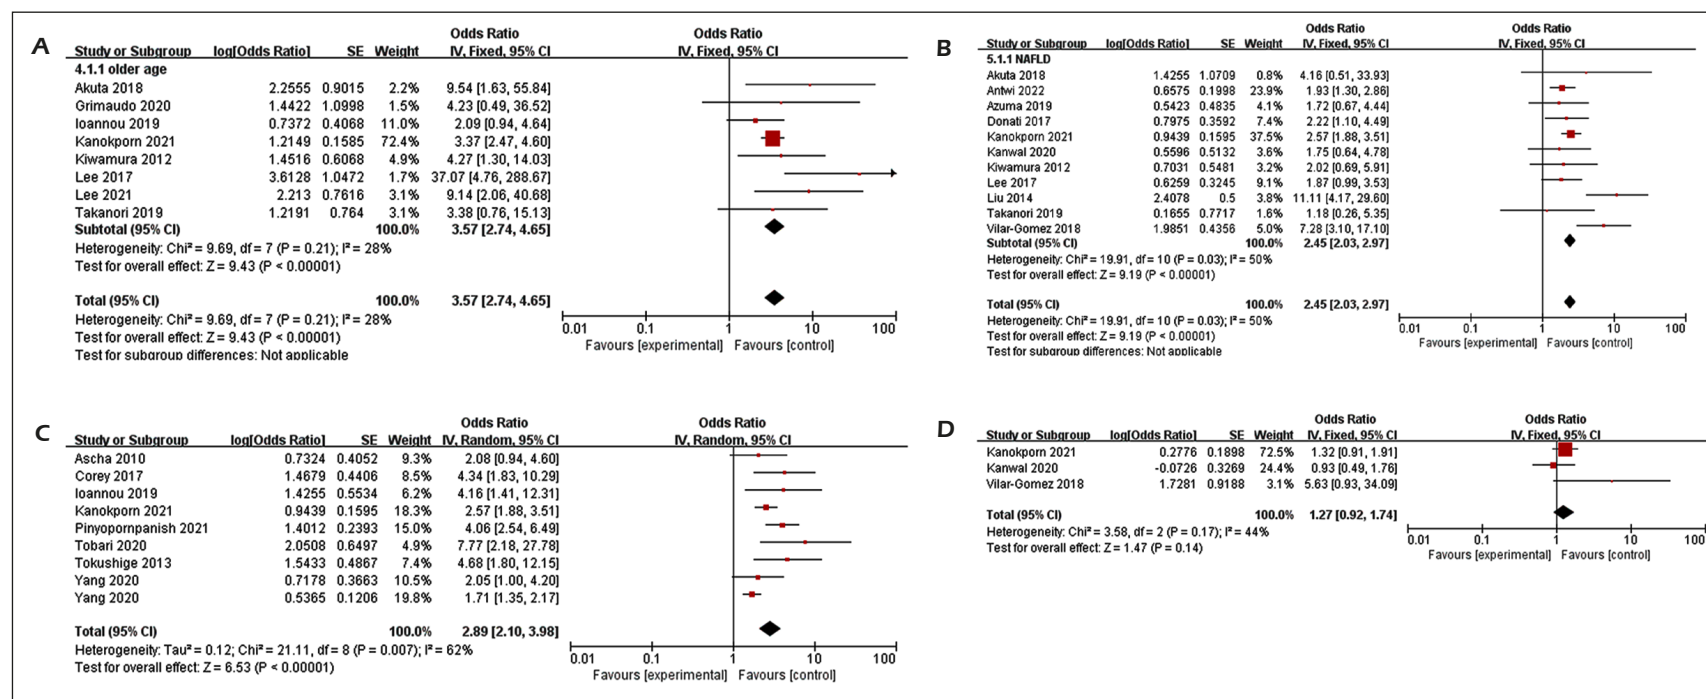 A
Odds Ratio Odds Ratio
Study or Subgroup log[Odds Ratio] SE Weight IV, Fixed, 95% CI IV, Fixed, 95% CI
4.1.1 older age
Akuta 2018 2.2555 0.9015 2.2% 9.54 [1.63, 55.84]
Grimaudo 2020 1.4422 1.0998 1.5% 4.23 [0.49, 36.52]
Ioannou 2019 0.7372 0.4068 11.0% 2.09 [0.94, 4.64]
Kanokporn 2021 1.2149 0.1585 72.4% 3.37 [2.47, 4.60]
Kiwamura 2012 1.4516 0.6068 4.9% 4.27 [1.30, 14.03]
Lee 2017 3.6128 1.0472 1.7% 37.07 [4.76, 288.67]
Lee 2021 2.213 0.7616 3.1% 9.14 [2.06, 40.68]
Takanori 2019 1.2191 0.764 3.1% 3.38 [0.76, 15.13]
Subtotal (95% CI) 100.0% 3.57 [2.74, 4.65]
Heterogeneity: Chi² = 9.69, df = 7 (P = 0.21); I² = 28%
Test for overall effect: Z = 9.43 (P < 0.00001)
Total (95% CI) 100.0% 3.57 [2.74, 4.65]
Heterogeneity: Chi² = 9.69, df = 7 (P = 0.21); I² = 28%
Test for overall effect: Z = 9.43 (P < 0.00001)
Test for subgroup differences: Not applicable
0.01 0.1 1 10 100
Favours [experimental] Favours [control]
B
Odds Ratio Odds Ratio
Study or Subgroup log[Odds Ratio] SE Weight IV, Fixed, 95% CI IV, Fixed, 95% CI
5.1.1 NAFLD
Akuta 2018 1.4255 1.0709 0.8% 4.16 [0.51, 33.93]
Antwi 2022 0.6575 0.1998 23.9% 1.93 [1.30, 2.86]
Azuma 2019 0.5423 0.4835 4.1% 1.72 [0.67, 4.44]
Donati 2017 0.7975 0.3592 7.4% 2.22 [1.10, 4.49]
Kanokporn 2021 0.9439 0.1595 37.5% 2.57 [1.88, 3.51]
Kanwal 2020 0.5596 0.5132 3.6% 1.75 [0.64, 4.78]
Kiwamura 2012 0.7031 0.5481 3.2% 2.02 [0.69, 5.91]
Lee 2017 0.6259 0.3245 9.1% 1.87 [0.99, 3.53]
Liu 2014 2.4078 0.5 3.8% 11.11 [4.17, 29.60]
Takanori 2019 0.1655 0.7717 1.6% 1.18 [0.26, 5.35]
Vilar-Gomez 2018 1.9851 0.4356 5.0% 7.28 [3.10, 17.10]
Subtotal (95% CI) 100.0% 2.45 [2.03, 2.97]
Heterogeneity: Chi² = 19.91, df = 10 (P = 0.03); I² = 50%
Test for overall effect: Z = 9.19 (P < 0.00001)
Total (95% CI) 100.0% 2.45 [2.03, 2.97]
Heterogeneity: Chi² = 19.91, df = 10 (P = 0.03); I² = 50%
Test for overall effect: Z = 9.19 (P < 0.00001)
Test for subgroup differences: Not applicable
0.01 0.1 1 10 100
Favours [experimental] Favours [control]
C
Odds Ratio Odds Ratio
Study or Subgroup log[Odds Ratio] SE Weight IV, Random, 95% CI IV, Random, 95% CI
Ascha 2010 0.7324 0.4052 9.3% 2.08 [0.94, 4.60]
Corey 2017 1.4679 0.4406 8.5% 4.34 [1.83, 10.29]
Ioannou 2019 1.4255 0.5534 6.2% 4.16 [1.41, 12.31]
Kanokporn 2021 0.9439 0.1595 18.3% 2.57 [1.88, 3.51]
Pinyopornpanish 2021 1.4012 0.2393 15.0% 4.06 [2.54, 6.49]
Tobari 2020 2.0508 0.6497 4.9% 7.77 [2.18, 27.78]
Tokushige 2013 1.5433 0.4867 7.4% 4.68 [1.80, 12.15]
Yang 2020 0.7178 0.3663 10.5% 2.05 [1.00, 4.20]
Yang 2020 0.5365 0.1206 19.8% 1.71 [1.35, 2.17]
Total (95% CI) 100.0% 2.89 [2.10, 3.98]
Heterogeneity: Tau² = 0.12; Chi² = 21.11, df = 8 (P = 0.007); I² = 62%
Test for overall effect: Z = 6.53 (P < 0.00001)
0.01 0.1 1 10 100
Favours [experimental] Favours [control]
D
Odds Ratio Odds Ratio
Study or Subgroup log[Odds Ratio] SE Weight IV, Fixed, 95% CI IV, Fixed, 95% CI
Kanokporn 2021 0.2776 0.1898 72.5% 1.32 [0.91, 1.91]
Kanwal 2020 -0.0726 0.3269 24.4% 0.93 [0.49, 1.76]
Vilar-Gomez 2018 1.7281 0.9188 3.1% 5.63 [0.93, 34.09]
Total (95% CI) 100.0% 1.27 [0.92, 1.74]
Heterogeneity: Chi² = 3.58, df = 2 (P = 0.17); I² = 44%
Test for overall effect: Z = 1.47 (P = 0.14)
0.01 0.1 1 10 100
Favours [experimental] Favours [control]